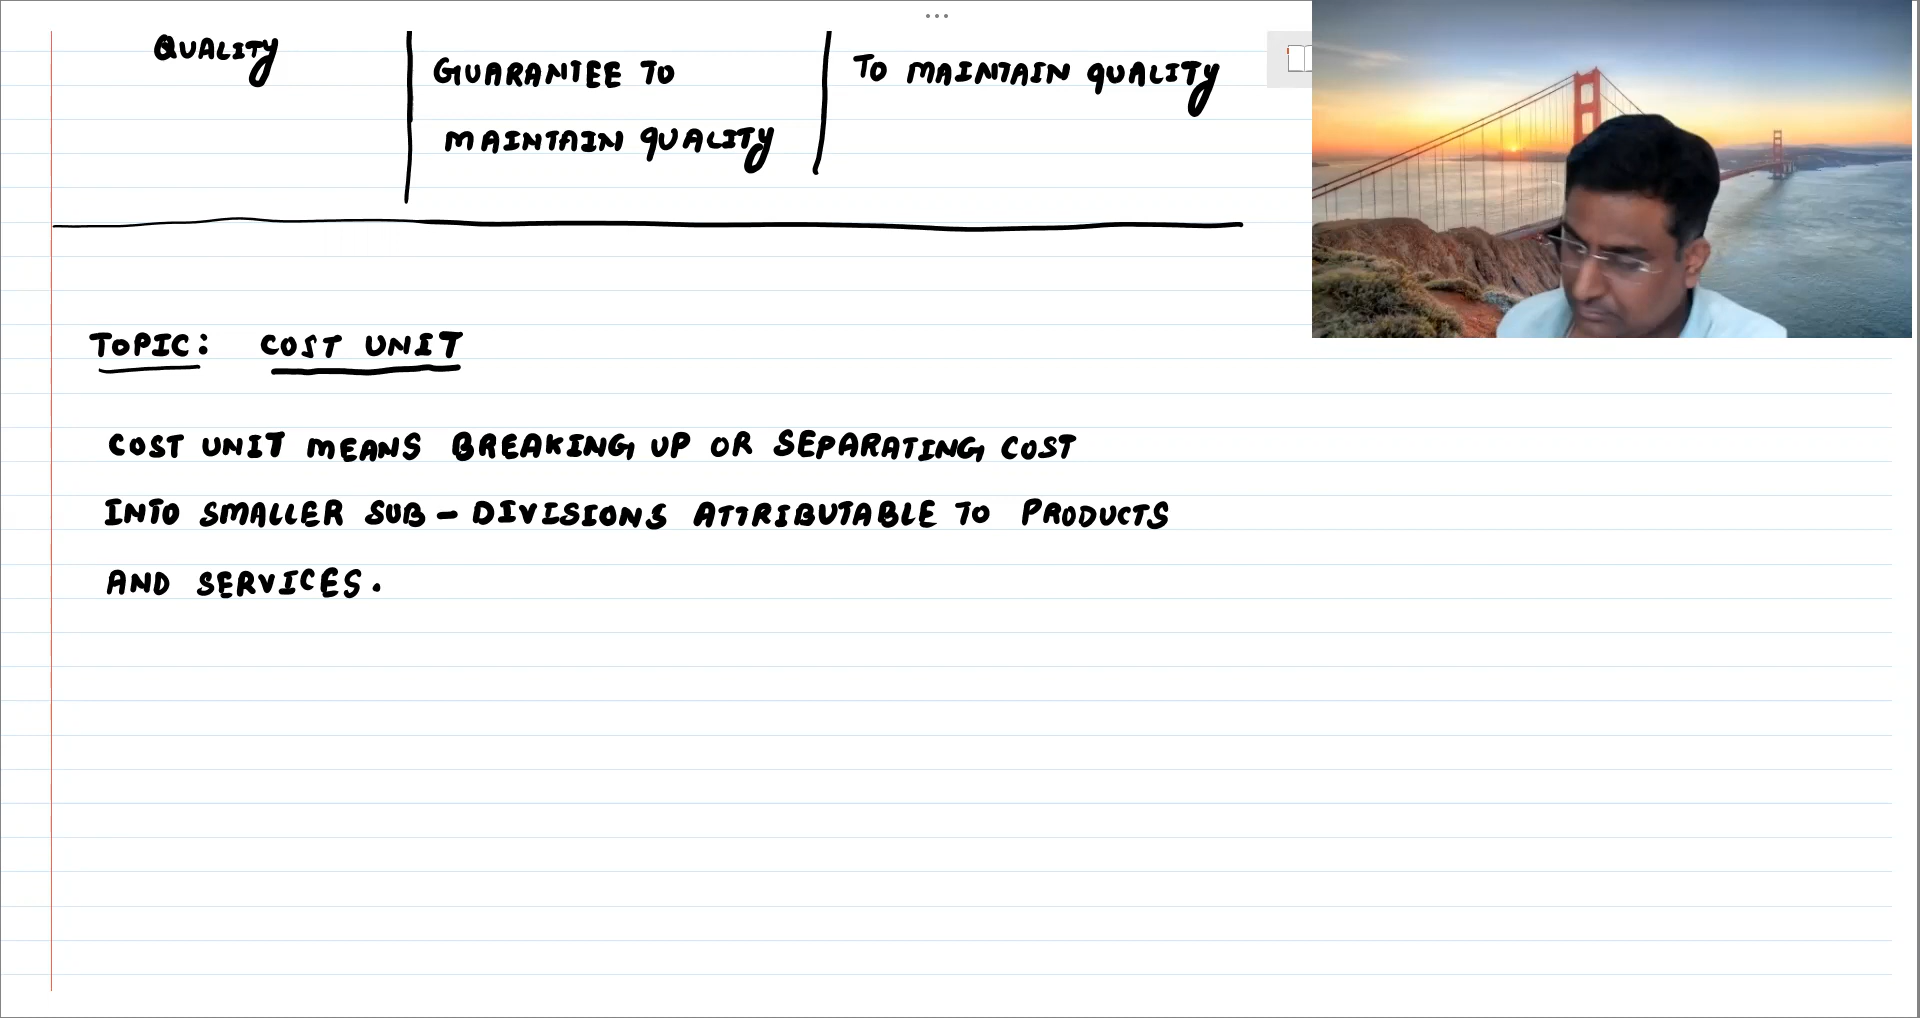 QUALITY
GUARANTEE TO
MAINTAIN QUALITY
TO MAINTAIN QUALITY
TOPIC: COST UNIT
COST UNIT MEANS BREAKING UP OR SEPARATING COST
INTO SMALLER SUB - DIVISIONS ATTRIBUTABLE TO PRODUCTS
AND SERVICES.